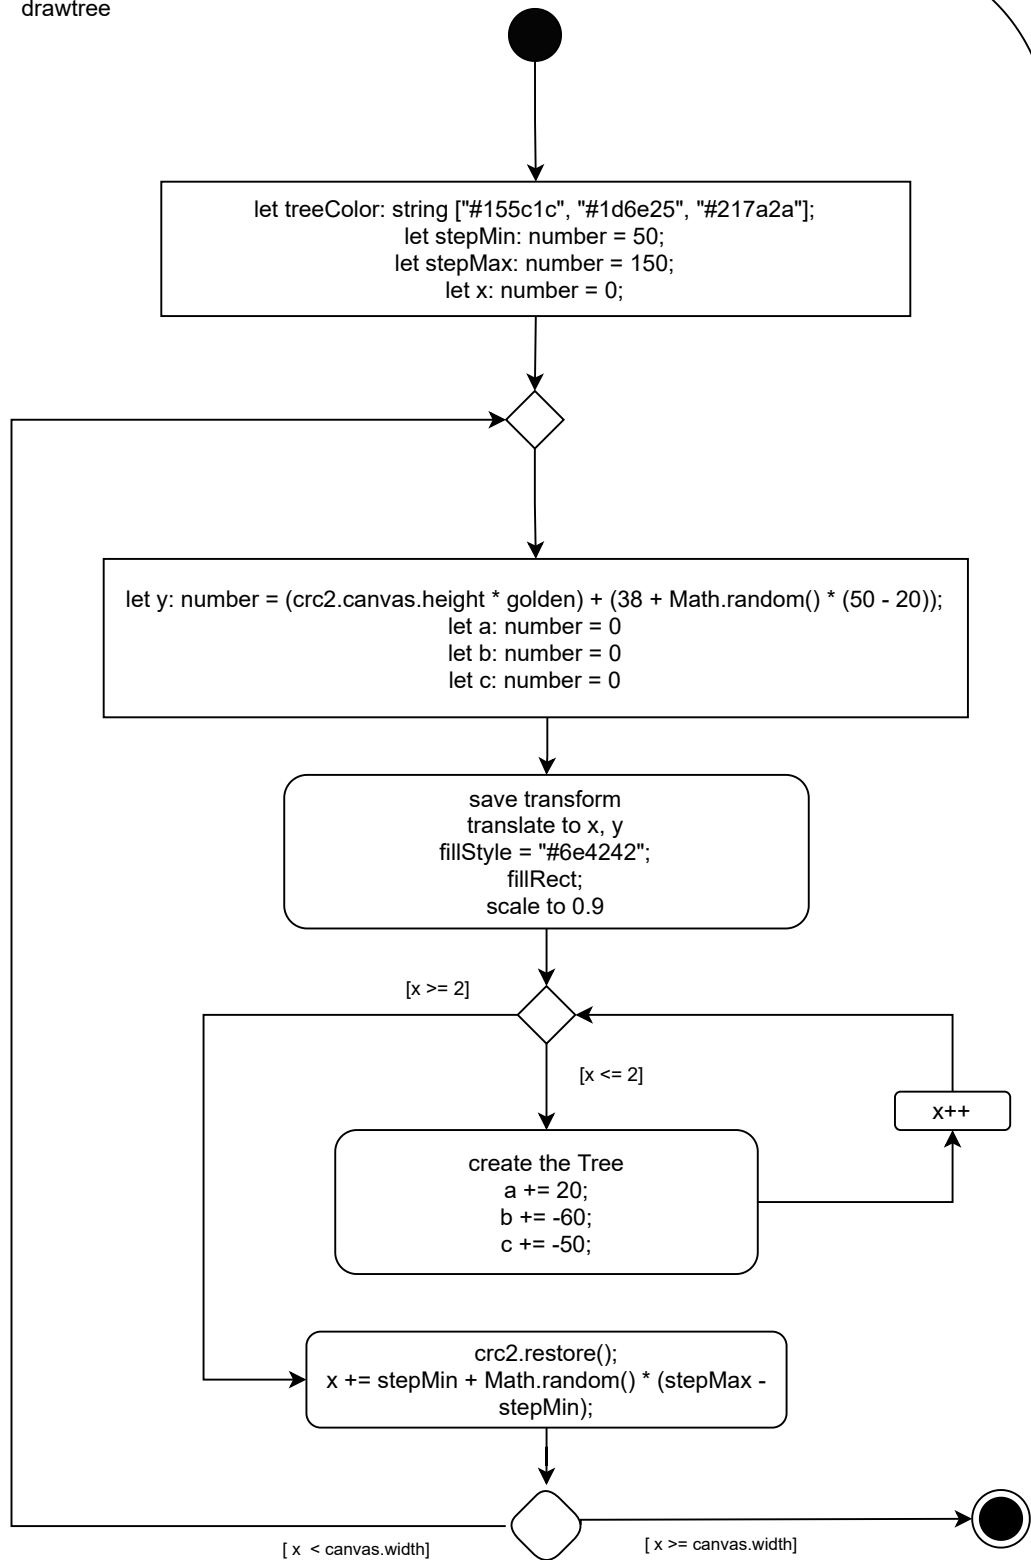 drawtree
let treeColor: string ["#155c1c", "#1d6e25", "#217a2a"];
let stepMin: number = 50;
let stepMax: number = 150;
let x: number = 0;
let y: number = (crc2.canvas.height * golden) + (38 + Math.random() * (50 - 20));
let a: number = 0
let b: number = 0
let c: number = 0
save transform
translate to x, y
fillStyle = "#6e4242";
fillRect;
scale to 0.9
[x >= 2]
[x <= 2]
x++
create the Tree
a += 20;
b += -60;
c += -50;
crc2.restore();
x += stepMin + Math.random() * (stepMax -
stepMin);
[ x  < canvas.width]
[ x >= canvas.width]